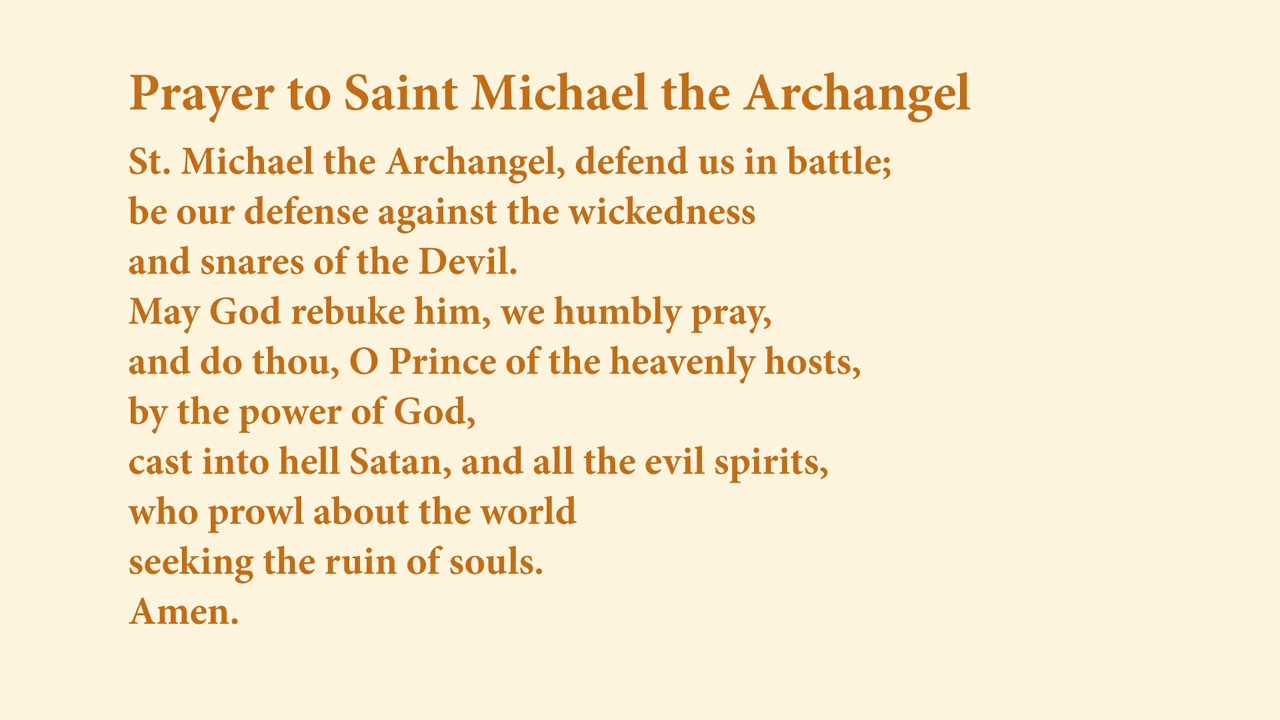 Prayer to Saint Michael the Archangel
St. Michael the Archangel, defend us in battle;
be our defense against the wickedness
and snares of the Devil.
May God rebuke him, we humbly pray,
and do thou, O Prince of the heavenly hosts,
by the power of God,
cast into hell Satan, and all the evil spirits,
who prowl about the world
seeking the ruin of souls.
Amen.